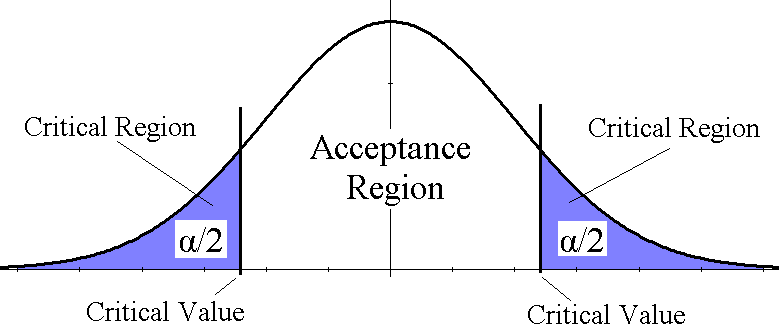 Critical Region
Critical Region
Acceptance
Region
α/2
α/2
Critical Value
Critical Value